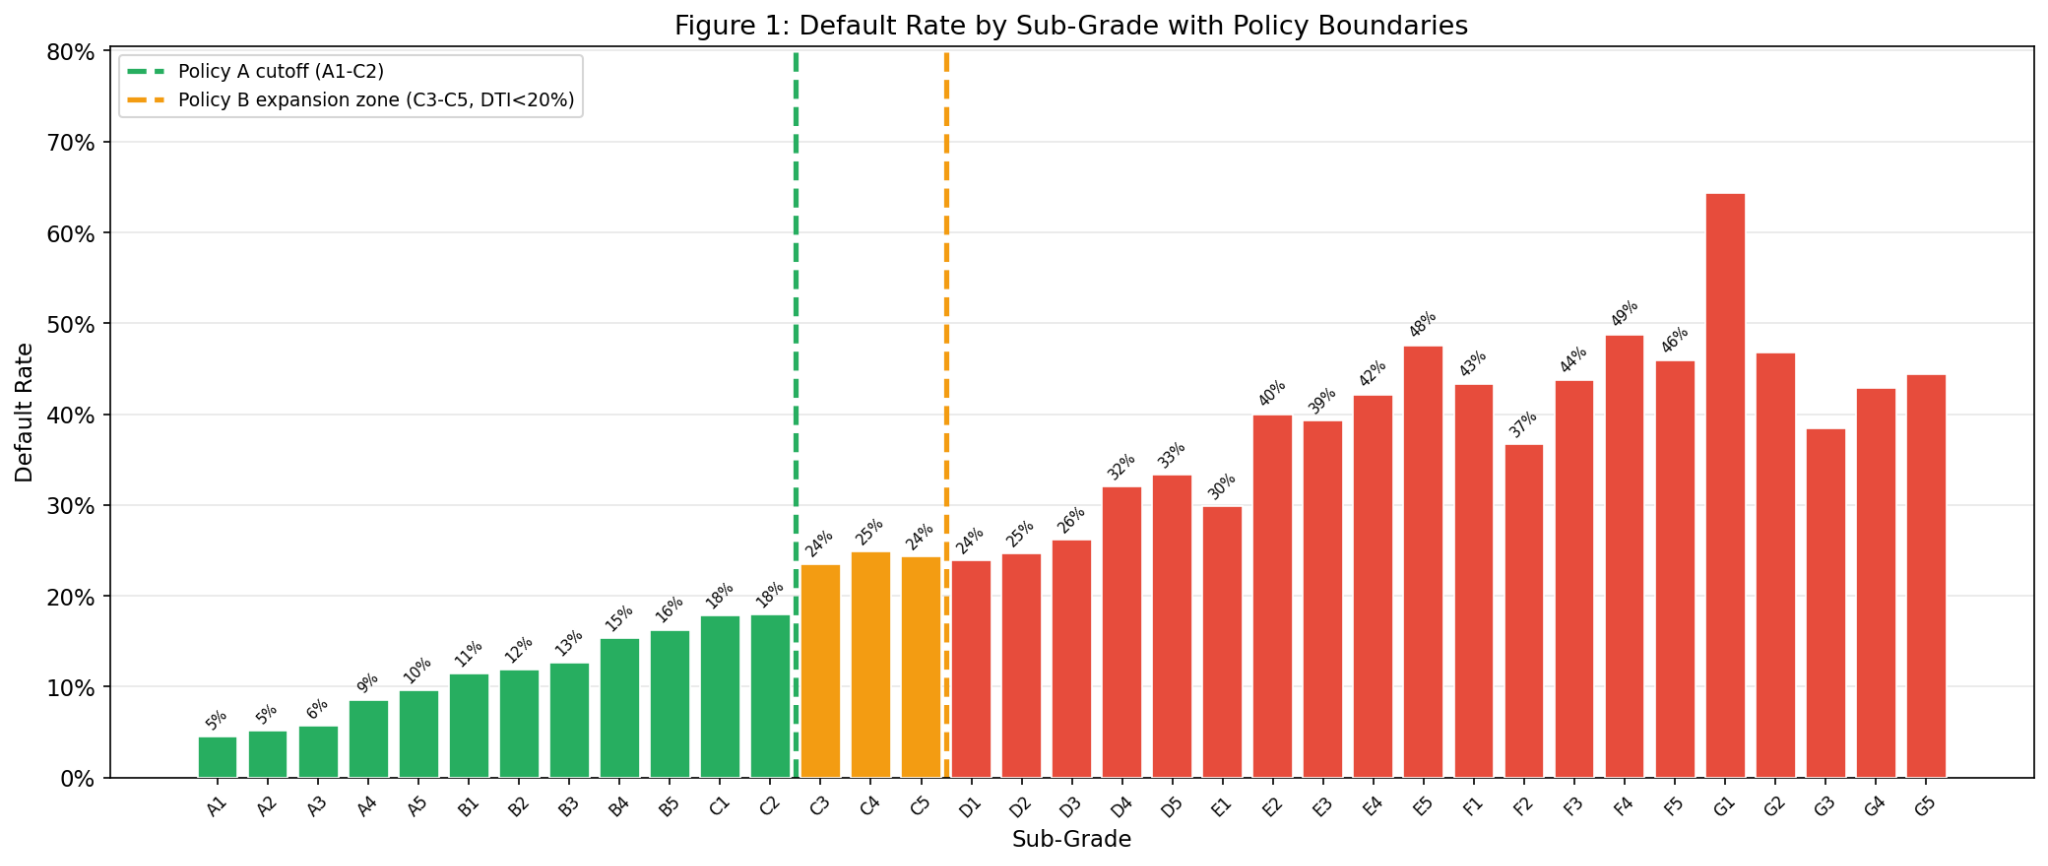 Figure 1: Default Rate by Sub-Grade with Policy Boundaries
Policy A cutoff (A1-C2)
Policy B expansion zone (C3-C5, DTI<20%)
Default Rate
80%
70%
60%
50%
40%
30%
20%
10%
0%
5%
5%
6%
9%
10%
11%
12%
13%
15%
16%
18%
18%
24%
25%
24%
24%
25%
26%
32%
33%
30%
40%
39%
42%
48%
43%
37%
44%
49%
46%
A1
A2
A3
A4
A5
B1
B2
B3
B4
B5
C1
C2
C3
C4
C5
D1
D2
D3
D4
D5
E1
E2
E3
E4
E5
F1
F2
F3
F4
F5
G1
G2
G3
G4
G5
Sub-Grade